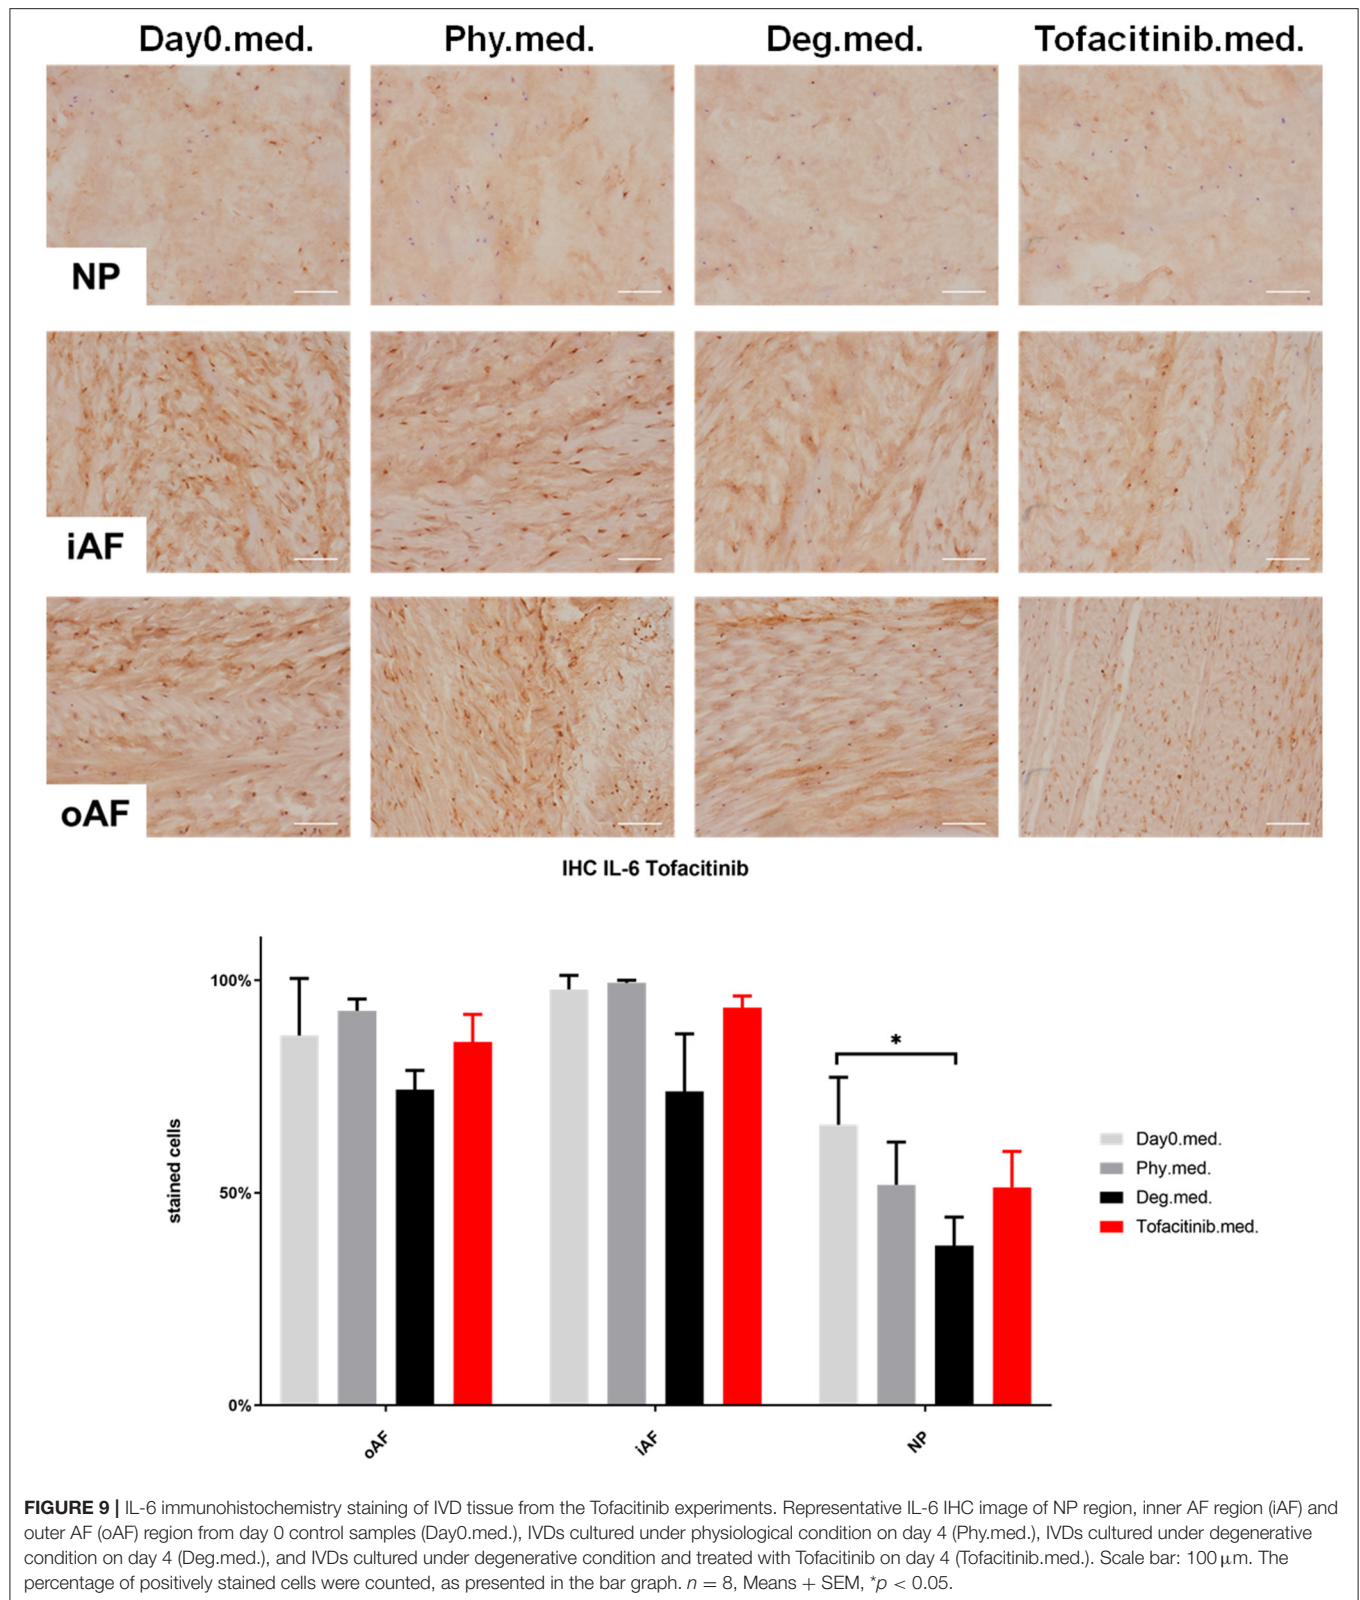 Day0.med. Phy.med. Deg.med. Tofacitinib.med.
NP
iAF
oAF
IHC IL-6 Tofacitinib
100%
50%
0%
stained cells
*
oAF
iAF
NP
Day0.med.
Phy.med.
Deg.med.
Tofacitinib.med.
FIGURE 9 | IL-6 immunohistochemistry staining of IVD tissue from the Tofacitinib experiments. Representative IL-6 IHC image of NP region, inner AF region (iAF) and
outer AF (oAF) region from day 0 control samples (Day0.med.), IVDs cultured under physiological condition on day 4 (Phy.med.), IVDs cultured under degenerative
condition on day 4 (Deg.med.), and IVDs cultured under degenerative condition and treated with Tofacitinib on day 4 (Tofacitinib.med.). Scale bar: 100 μm. The
percentage of positively stained cells were counted, as presented in the bar graph. n = 8, Means + SEM, *p < 0.05.